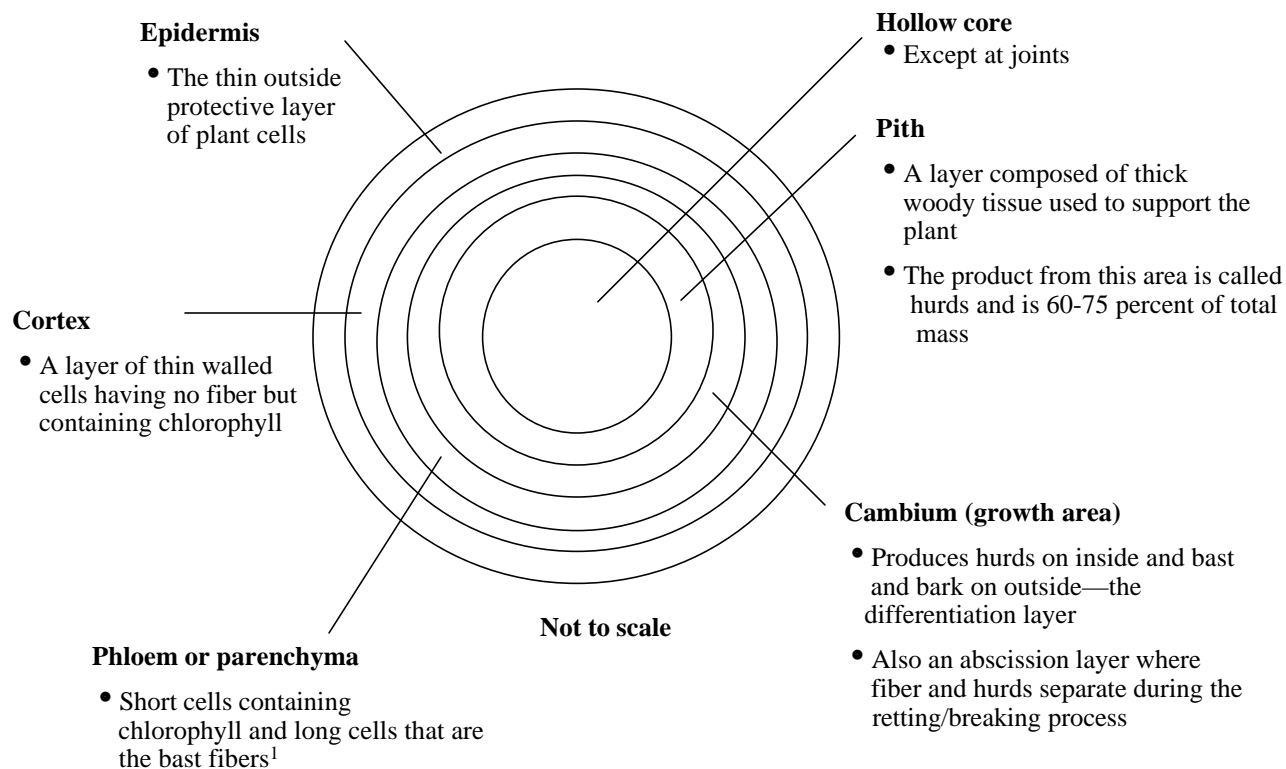 Epidermis
• The thin outside
protective layer
of plant cells
Hollow core
• Except at joints
Pith
• A layer composed of thick
woody tissue used to support the
plant
• The product from this area is called
hurds and is 60-75 percent of total
mass
Cortex
• A layer of thin walled
cells having no fiber but
containing chlorophyll
Cambium (growth area)
• Produces hurds on inside and bast
and bark on outside—the
differentiation layer
• Also an abscission layer where
fiber and hurds separate during the
retting/breaking process
Not to scale
Phloem or parenchyma
• Short cells containing
chlorophyll and long cells that are
the bast fibers1